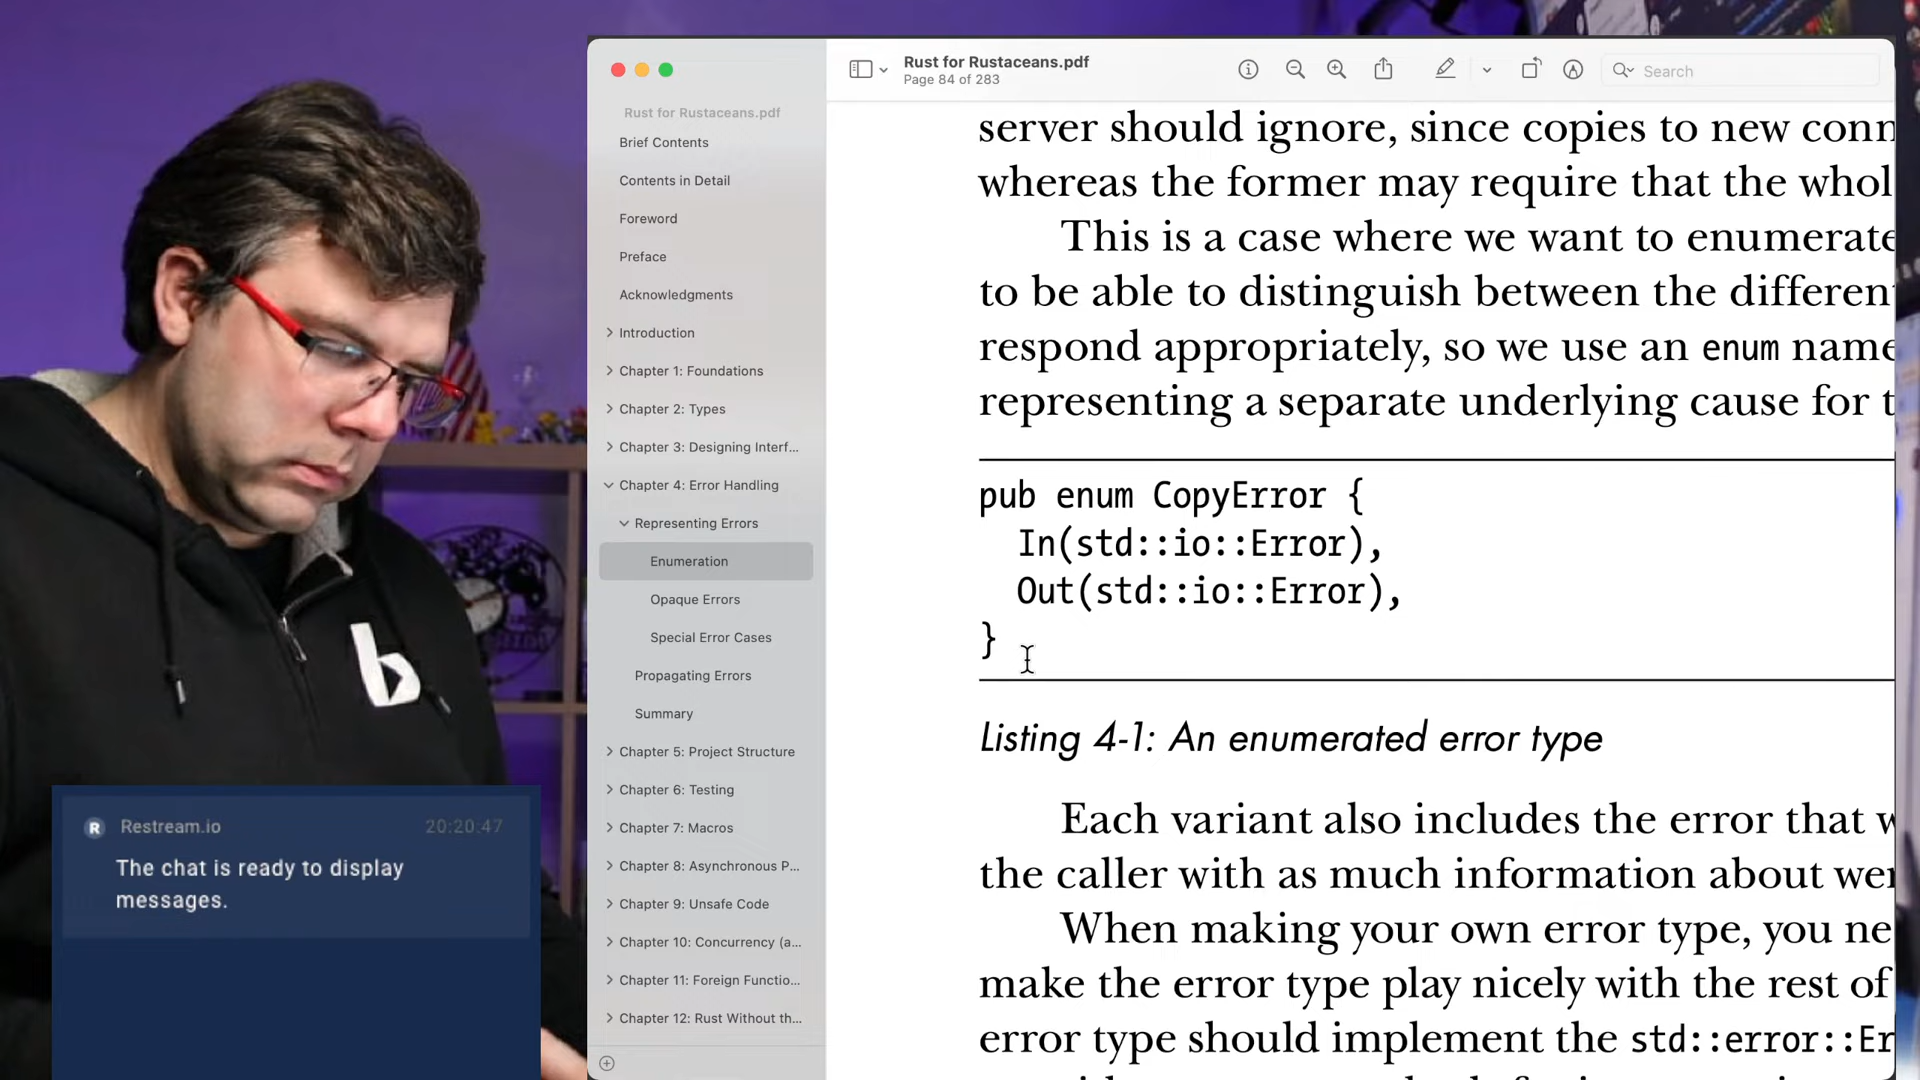 Rust for Rustaceans.pdf
Page 84 of 283
Search
Rust for Rustaceans.pdf
Brief Contents
Contents in Detail
Foreword
Preface
Acknowledgments
Introduction
Chapter 1: Foundations
Chapter 2: Types
Chapter 3: Designing Interf...
Chapter 4: Error Handling
Representing Errors
Enumeration
Opaque Errors
Special Error Cases
Propagating Errors
Summary
Chapter 5: Project Structure
Chapter 6: Testing
Chapter 7: Macros
Chapter 8: Asynchronous P...
Chapter 9: Unsafe Code
Chapter 10: Concurrency (a...
Chapter 11: Foreign Functio...
Chapter 12: Rust Without th...
server should ignore, since copies to new conn
whereas the former may require that the whol
This is a case where we want to enumerate
to be able to distinguish between the differen
respond appropriately, so we use an enum name
representing a separate underlying cause for t
pub enum CopyError {
In(std::io::Error),
Out(std::io::Error),
}
Listing 4-1: An enumerated error type
Each variant also includes the error that w
the caller with as much information about wer
When making your own error type, you ne
make the error type play nicely with the rest of
error type should implement the std::error::Er
b
R Restream.io 20:20:47
The chat is ready to display
messages.